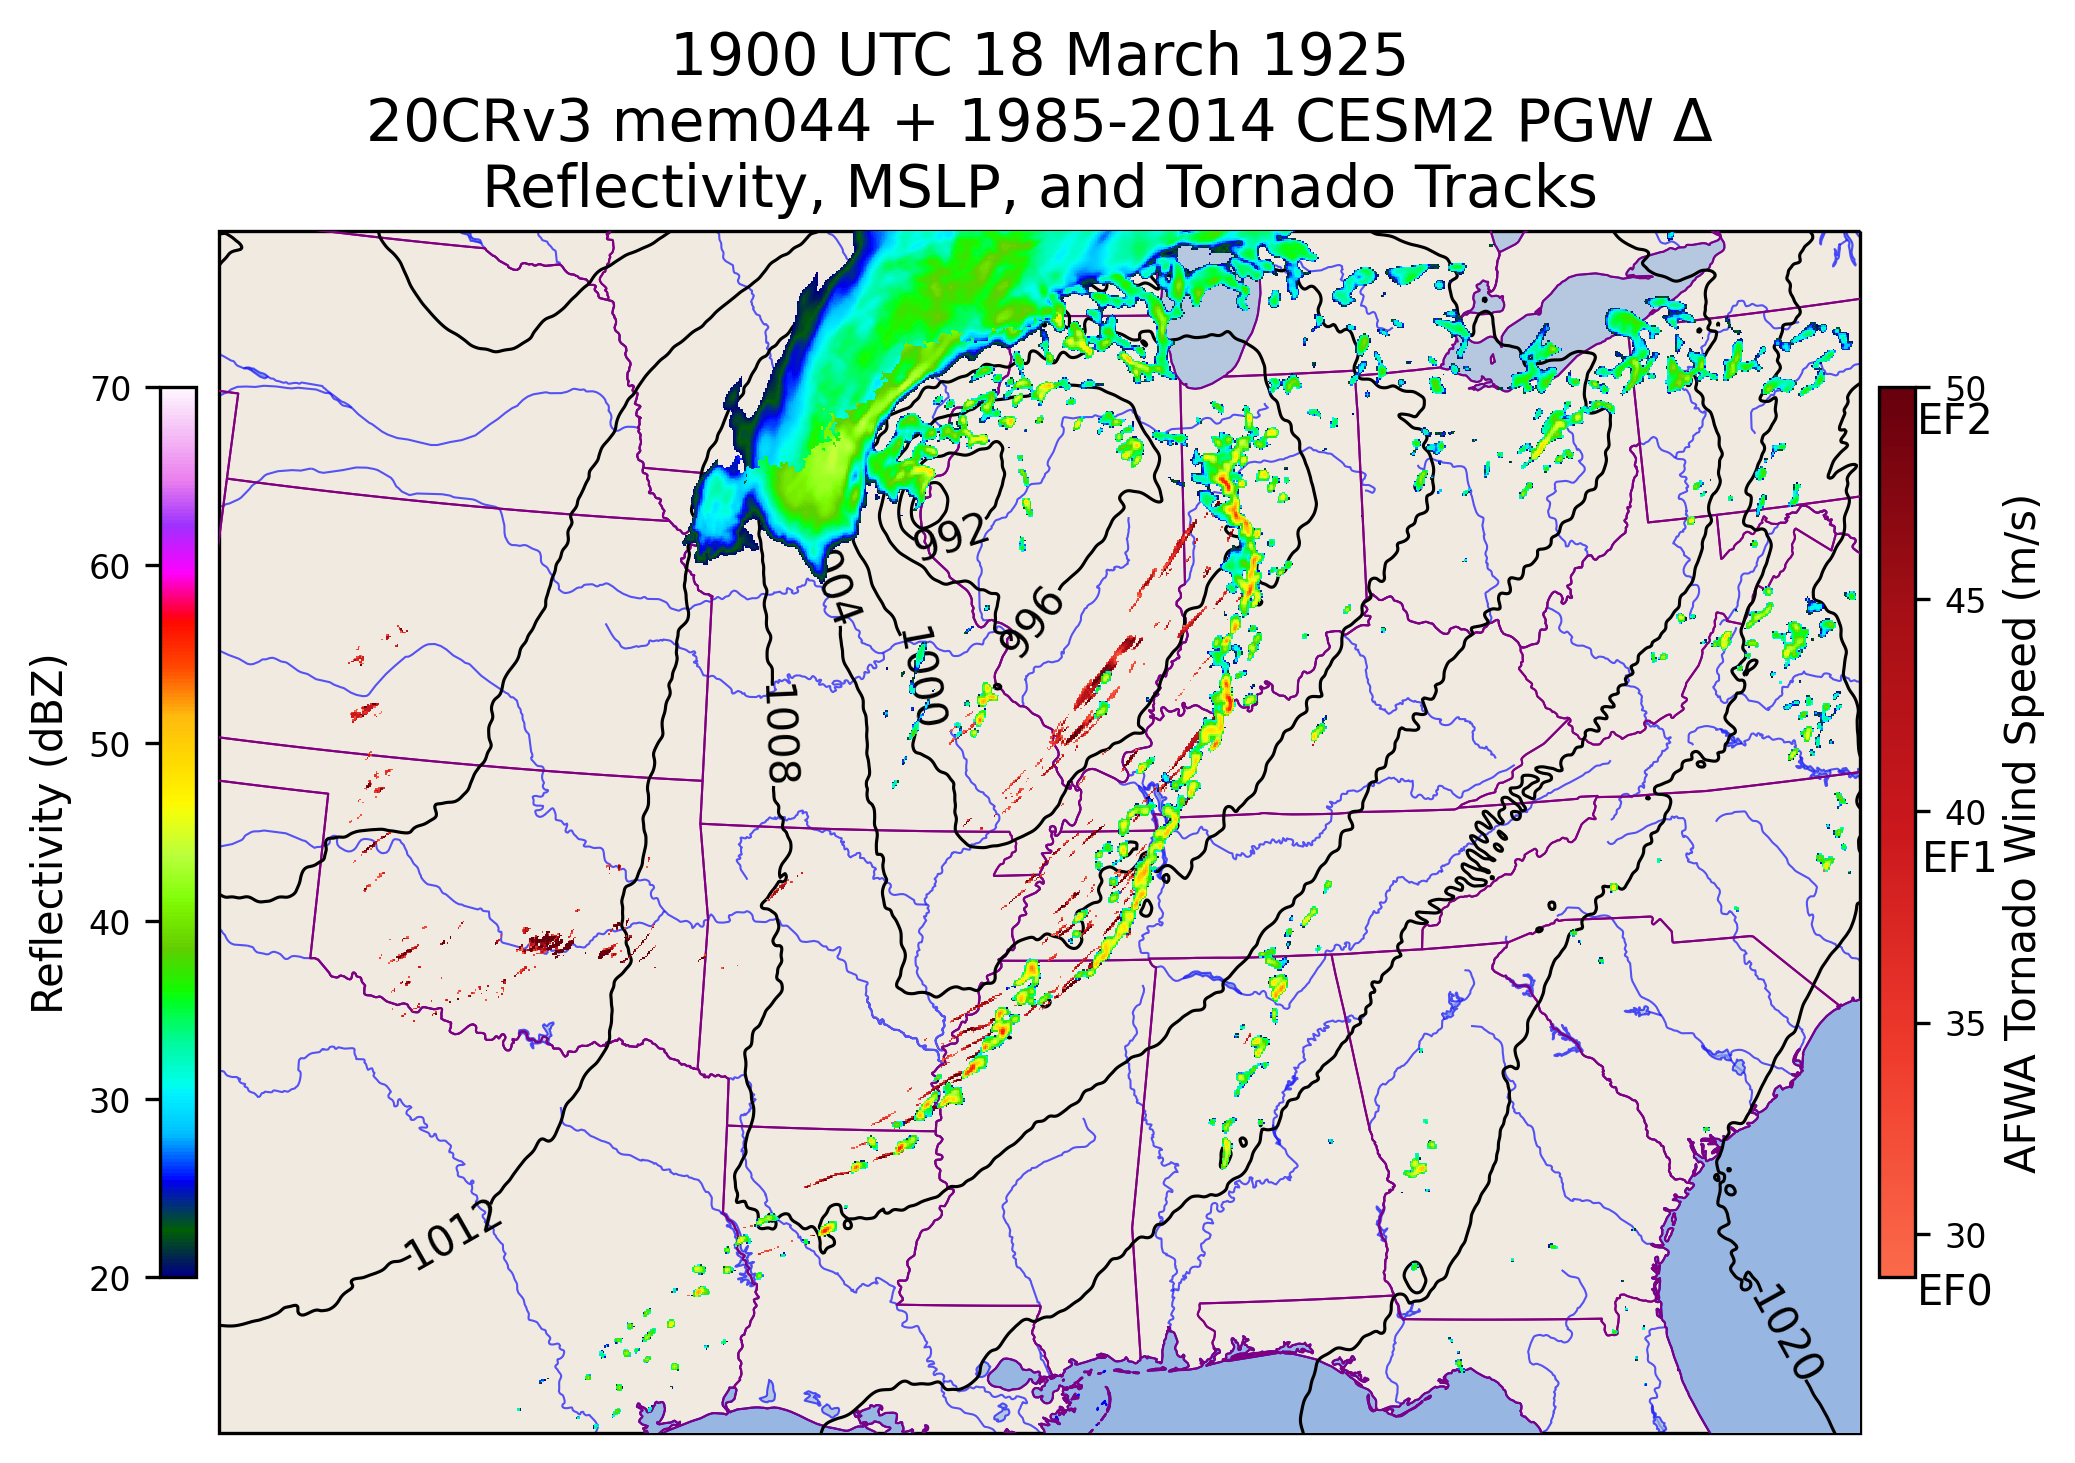 1900 UTC 18 March 1925
20CRv3 mem044 + 1985-2014 CESM2 PGW Δ
Reflectivity, MSLP, and Tornado Tracks
70
60
50
40
30
20
Reflectivity (dBZ)
992
996
1000
1008
1012
1020
50
EF2
45
40
EF1
35
30
EF0
AFWA Tornado Wind Speed (m/s)